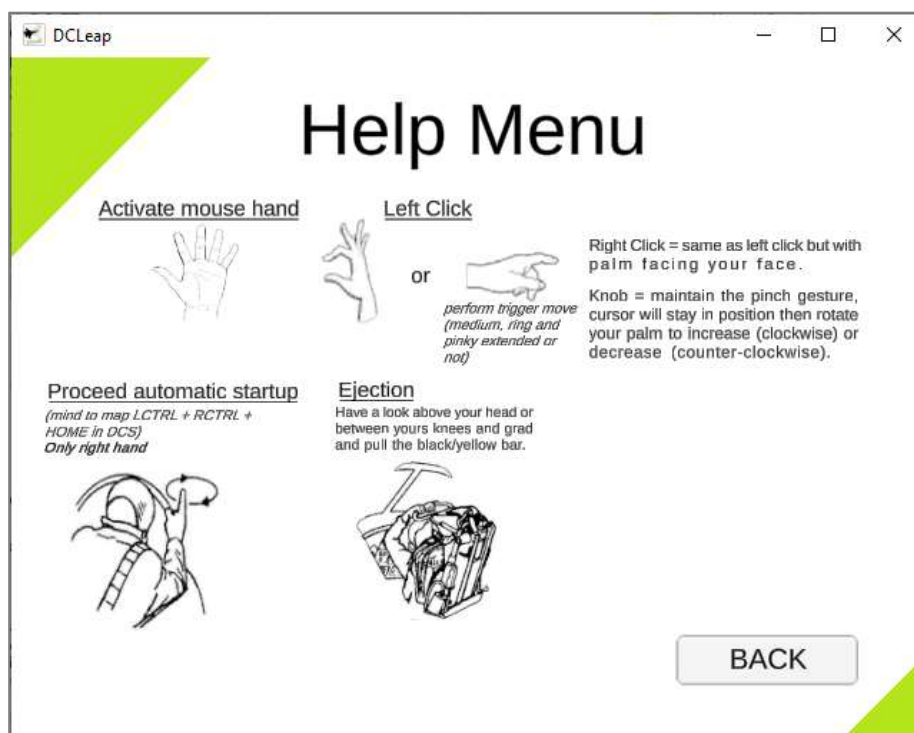 DCLeap
Help Menu
Activate mouse hand
Left Click
or
perform trigger move
(medium, ring and
pinky extended or
not)
Right Click = same as left click but with
palm facing your face.
Knob = maintain the pinch gesture,
cursor will stay in position then rotate
your palm to increase (clockwise) or
decrease (counter-clockwise).
Proceed automatic startup
(mind to map LCTRL + RCTRL +
HOME in DCS)
Only right hand
Ejection
Have a look above your head or
between yours knees and grad
and pull the black/yellow bar.
BACK